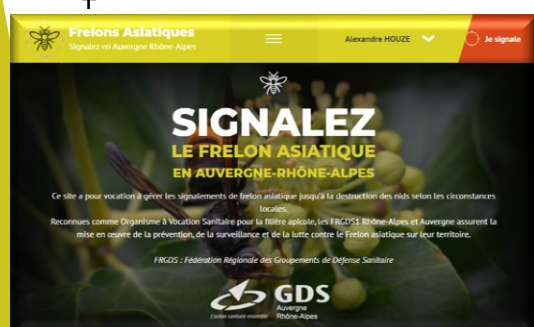 Frelons Asiatiques
Signalez en Auvergne Rhône-Alpes
Alexandre HOUZE
Je signale
SIGNALEZ
LE FRELON ASIATIQUE
EN AUVERGNE-RHÔNE-ALPES
Ce site a pour vocation à gérer les signalements de frelon asiatique jusqu'à la destruction des nids selon les circonstances
locales.
Reconnues comme Organisme à Vocation Sanitaire pour la filière apicole, les FRGDS1 Rhône-Alpes et Auvergne assurent la
mise en œuvre de la prévention, de la surveillance et de la lutte contre le Frelon asiatique sur leur territoire.
FRGDS : Fédération Régionale des Groupements de Défense Sanitaire
GDS
Auvergne
Rhône-Alpes
L'action sanitaire ensemble